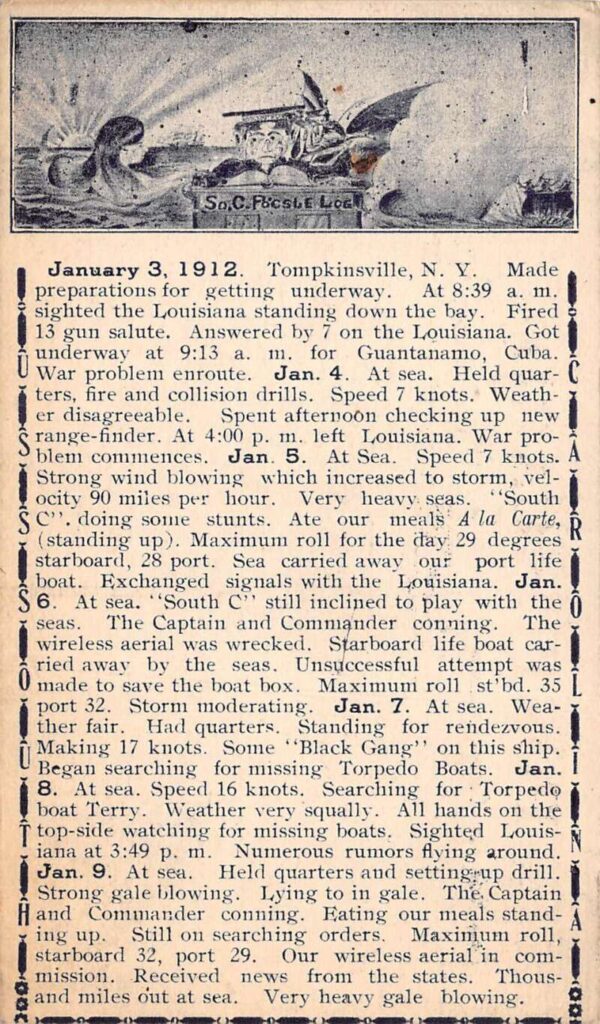 So. C. Fo'csle Log
January 3, 1912. Tompkinsville, N. Y. Made
preparations for getting underway. At 8:39 a. m.
sighted the Louisiana standing down the bay. Fired
13 gun salute. Answered by 7 on the Louisiana. Got
underway at 9:13 a. m. for Guantanamo, Cuba.
War problem enroute. Jan. 4. At sea. Held quar-
ters, fire and collision drills. Speed 7 knots. Weath-
er disagreeable. Spent afternoon checking up new
range-finder. At 4:00 p. m. left Louisiana. War pro-
blem commences. Jan. 5. At Sea. Speed 7 knots.
Strong wind blowing which increased to storm, vel-
ocity 90 miles per hour. Very heavy seas. "South
C". doing some stunts. Ate our meals A la Carte,
(standing up). Maximum roll for the day 29 degrees
starboard, 28 port. Sea carried away our port life
boat. Exchanged signals with the Louisiana. Jan.
6. At sea. "South C" still inclined to play with the
seas. The Captain and Commander conning. The
wireless aerial was wrecked. Starboard life boat car-
ried away by the seas. Unsuccessful attempt was
made to save the boat box. Maximum roll st'bd. 35
port 32. Storm moderating. Jan. 7. At sea. Wea-
ther fair. Had quarters. Standing for rendezvous.
Making 17 knots. Some "Black Gang" on this ship.
Began searching for missing Torpedo Boats. Jan.
8. At sea. Speed 16 knots. Searching for Torpedo
boat Terry. Weather very squally. All hands on the
top-side watching for missing boats. Sighted Louis-
iana at 3:49 p. m. Numerous rumors flying around.
Jan. 9. At sea. Held quarters and setting-up drill.
Strong gale blowing. Lying to in gale. The Captain
and Commander conning. Eating our meals stand-
ing up. Still on searching orders. Maximum roll,
starboard 32, port 29. Our wireless aerial in com-
mission. Received news from the states. Thous-
and miles out at sea. Very heavy gale blowing.
USS SOUTH
CAROLINA